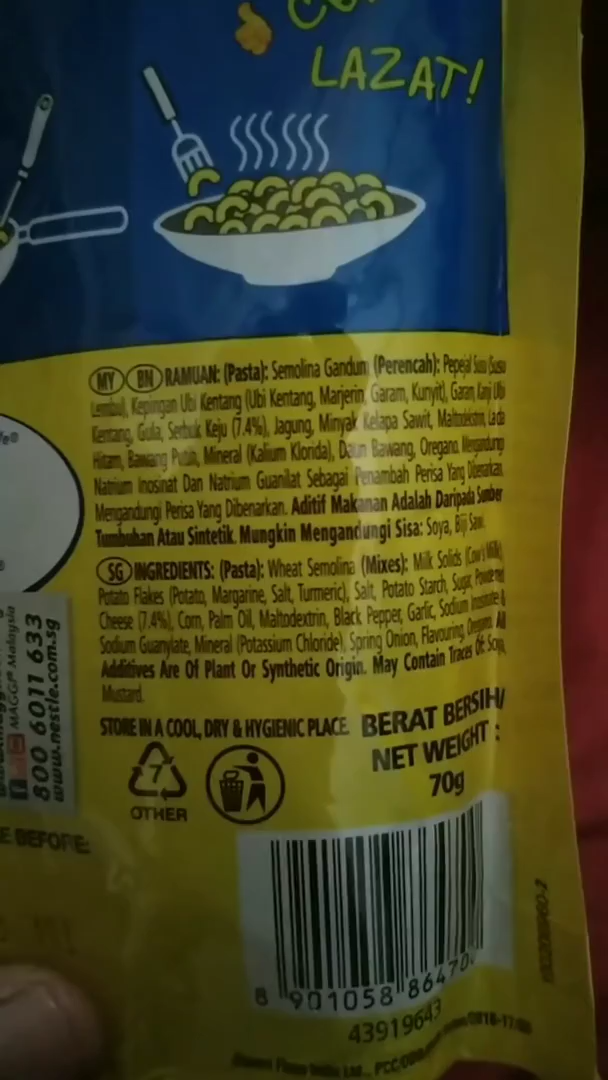 LAZAT!
MY BN RAMUAN: (Pasta): Semolina Gandum (Perencah): Pepejal Susu (Susu
Lembu), Kepingan Ubi Kentang (Ubi Kentang, Marjerin, Garam, Kunyit), Garam, Kanji Ubi
Kentang, Gula, Serbuk Keju (7.4%), Jagung, Minyak Kelapa Sawit, Maltodekstrin, Lada
Hitam, Bawang Putih, Mineral (Kalium Klorida), Daun Bawang, Oregano. Mengandungi
Natrium Inosinat Dan Natrium Guanilat Sebagai Penambah Perisa Yang Dibenarkan.
Mengandungi Perisa Yang Dibenarkan. Aditif Makanan Adalah Daripada Sumber
Tumbuhan Atau Sintetik. Mungkin Mengandungi Sisa: Soya, Biji Sawi.
SG INGREDIENTS: (Pasta): Wheat Semolina (Mixes): Milk Solids (Cow's Milk),
Potato Flakes (Potato, Margarine, Salt, Turmeric), Salt, Potato Starch, Sugar, Powdered
Cheese (7.4%), Corn, Palm Oil, Maltodextrin, Black Pepper, Garlic, Sodium Inosinate &
Sodium Guanylate, Mineral (Potassium Chloride), Spring Onion, Flavouring, Oregano. All
Additives Are Of Plant Or Synthetic Origin. May Contain Traces Of: Soya,
Mustard.
STORE IN A COOL, DRY & HYGIENIC PLACE.
BERAT BERSIH/
NET WEIGHT :
70g
7
OTHER
MAGGI® Malaysia
800 6011 633
www.nestle.com.sg
E BEFORE:
8 901058 86470
43919643